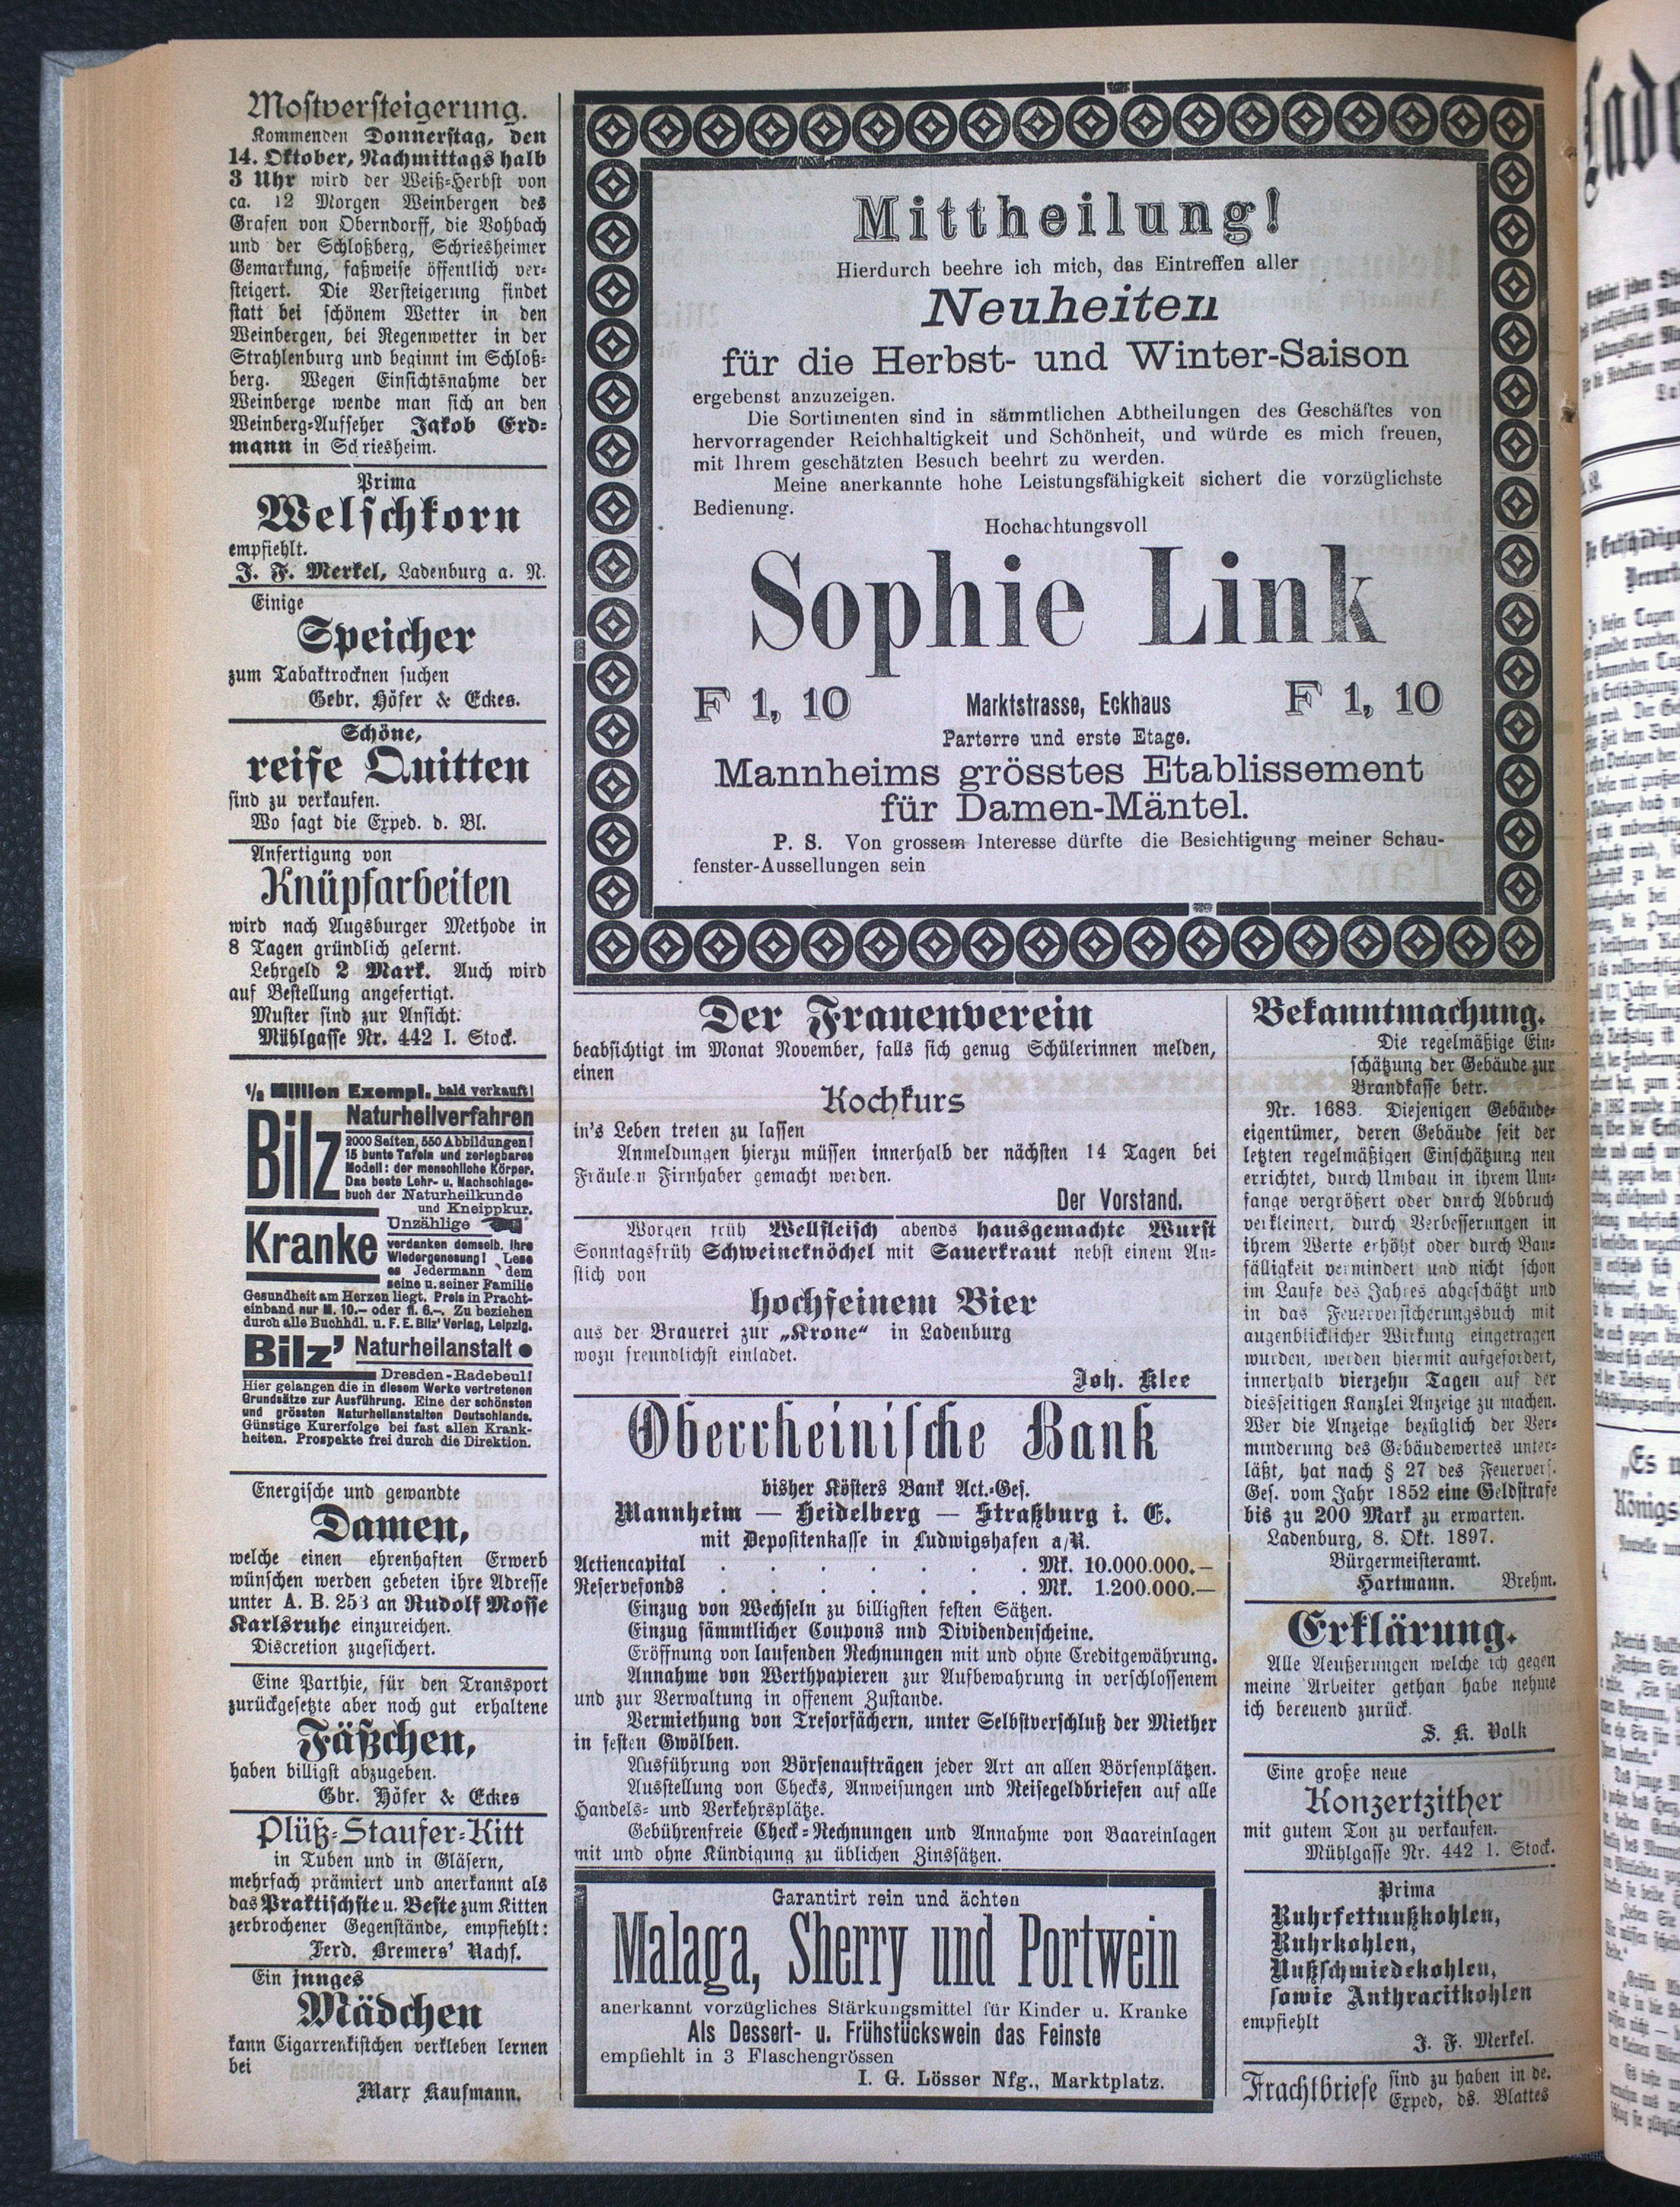 Mostversteigerung.
Kommenden Donnerstag, den
14. Oktober, Nachmittags halb
3 Uhr wird der Weiß-Herbst von
ca. 12 Morgen Weinbergen des
Grafen von Oberndorff, die Vohbach
und der Schloßberg, Schriesheimer
Gemarkung, faßweise öffentlich ver-
steigert. Die Versteigerung findet
statt bei schönem Wetter in den
Weinbergen, bei Regenwetter in der
Strahlenburg und beginnt im Schloß-
berg. Wegen Einsichtsnahme der
Weinberge wende man sich an den
Weinberg-Aufseher Jakob Erd-
mann in Schriesheim.
Prima
Welschkorn
empfiehlt.
J. F. Merkel, Ladenburg a. N.
Einige
Speicher
zum Tabaktrocknen suchen
Gebr. Höfer & Eckes.
Schöne,
reife Quitten
sind zu verkaufen.
Wo sagt die Exped. d. Bl.
Anfertigung von
Knüpfarbeiten
wird nach Augsburger Methode in
8 Tagen gründlich gelernt.
Lehrgeld 2 Mark. Auch wird
auf Bestellung angefertigt.
Muster sind zur Ansicht.
Mühlgasse Nr. 442 I. Stock.
½ Million Exempl. bald verkauft!
Bilz Naturheilverfahren
2000 Seiten, 550 Abbildungen!
15 bunte Tafeln und zerlegbares
Modell: der menschliche Körper.
Das beste Lehr- u. Nachschlage-
buch der Naturheilkunde
und Kneippkur.
Kranke Unzählige
verdanken demselb. ihre
Wiedergenesung! Lese
es Jedermann dem
seine u. seiner Familie
Gesundheit am Herzen liegt. Preis in Pracht-
einband nur M. 10.— oder fl. 6.—. Zu beziehen
durch alle Buchhdl. u. F. E. Bilz' Verlag, Leipzig.
Bilz' Naturheilanstalt
Dresden-Radebeul!
Hier gelangen die in diesem Werke vertretenen
Grundsätze zur Ausführung. Eine der schönsten
und grössten Naturheilanstalten Deutschlands.
Günstige Kurerfolge bei fast allen Krank-
heiten. Prospekte frei durch die Direktion.
Energische und gewandte
Damen,
welche einen ehrenhaften Erwerb
wünschen werden gebeten ihre Adresse
unter A. B. 253 an Rudolf Mosse
Karlsruhe einzureichen.
Discretion zugesichert.
Eine Parthie, für den Transport
zurückgesetzte aber noch gut erhaltene
Fäßchen,
haben billigst abzugeben.
Gbr. Höfer & Eckes
Plüß-Staufer-Kitt
in Tuben und in Gläsern,
mehrfach prämiert und anerkannt als
das Praktischste u. Beste zum Kitten
zerbrochener Gegenstände, empfiehlt:
Ferd. Bremers' Nachf.
Ein junges
Mädchen
kann Cigarrenkistchen verkleben lernen
bei
Marx Kaufmann.
Mittheilung!
Hierdurch beehre ich mich, das Eintreffen aller
Neuheiten
für die Herbst- und Winter-Saison
ergebenst anzuzeigen.
Die Sortimenten sind in sämmtlichen Abtheilungen des Geschäftes von
hervorragender Reichhaltigkeit und Schönheit, und würde es mich freuen,
mit Ihrem geschätzten Besuch beehrt zu werden.
Meine anerkannte hohe Leistungsfähigkeit sichert die vorzüglichste
Bedienung.
Hochachtungsvoll
Sophie Link
F 1, 10 Marktstrasse, Eckhaus F 1, 10
Parterre und erste Etage.
Mannheims grösstes Etablissement
für Damen-Mäntel.
P. S. Von grossem Interesse dürfte die Besichtigung meiner Schau-
fenster-Aussellungen sein
Der Frauenverein
beabsichtigt im Monat November, falls sich genug Schülerinnen melden,
einen
Kochkurs
in's Leben treten zu lassen
Anmeldungen hierzu müssen innerhalb der nächsten 14 Tagen bei
Fräulein Firnhaber gemacht werden.
Der Vorstand.
Morgen früh Wellfleisch abends hausgemachte Wurst
Sonntagsfrüh Schweineknöchel mit Sauerkraut nebst einem An-
stich von
hochfeinem Bier
aus der Brauerei zur „Krone“ in Ladenburg
wozu freundlichst einladet.
Joh. Klee
Oberrheinische Bank
bisher Kösters Bank Act.-Ges.
Mannheim — Heidelberg — Straßburg i. E.
mit Depositenkasse in Ludwigshafen a/R.
Actiencapital . . . . . . . Mk. 10.000.000.—
Reservefonds . . . . . . . Mk. 1.200.000.—
Einzug von Wechseln zu billigsten festen Sätzen.
Einzug sämmtlicher Coupons und Dividendenscheine.
Eröffnung von laufenden Rechnungen mit und ohne Creditgewährung.
Annahme von Werthpapieren zur Aufbewahrung in verschlossenem
und zur Verwaltung in offenem Zustande.
Vermiethung von Tresorfächern, unter Selbstverschluß der Miether
in festen Gwölben.
Ausführung von Börsenaufträgen jeder Art an allen Börsenplätzen.
Ausstellung von Checks, Anweisungen und Reisegeldbriefen auf alle
Handels- und Verkehrsplätze.
Gebührenfreie Check-Rechnungen und Annahme von Baareinlagen
mit und ohne Kündigung zu üblichen Zinssätzen.
Garantirt rein und ächten
Malaga, Sherry und Portwein
anerkannt vorzügliches Stärkungsmittel für Kinder u. Kranke
Als Dessert- u. Frühstückswein das Feinste
empfiehlt in 3 Flaschengrössen
I. G. Lösser Nfg., Marktplatz.
Bekanntmachung.
Die regelmäßige Ein-
schätzung der Gebäude zur
Brandkasse betr.
Nr. 1683. Diejenigen Gebäude-
eigentümer, deren Gebäude seit der
letzten regelmäßigen Einschätzung neu
errichtet, durch Umbau in ihrem Um-
fange vergrößert oder durch Abbruch
verkleinert, durch Verbesserungen in
ihrem Werte erhöht oder durch Bau-
fälligkeit vermindert und nicht schon
im Laufe des Jahres abgeschätzt und
in das Feuerversicherungsbuch mit
augenblicklicher Wirkung eingetragen
wurden, werden hiermit aufgefordert,
innerhalb vierzehn Tagen auf der
diesseitigen Kanzlei Anzeige zu machen.
Wer die Anzeige bezüglich der Ver-
minderung des Gebäudewertes unter-
läßt, hat nach § 27 des Feuervers.
Ges. vom Jahr 1852 eine Geldstrafe
bis zu 200 Mark zu erwarten.
Ladenburg, 8. Okt. 1897.
Bürgermeisteramt.
Hartmann. Brehm.
Erklärung.
Alle Aeußerungen welche ich gegen
meine Arbeiter gethan habe nehme
ich bereuend zurück.
S. K. Volk
Eine große neue
Konzertzither
mit gutem Ton zu verkaufen.
Mühlgasse Nr. 442 1. Stock.
Prima
Ruhrfettnußkohlen,
Ruhrkohlen,
Nußschmiedekohlen,
sowie Anthracitkohlen
empfiehlt
J. F. Merkel.
Frachtbriefe sind zu haben in de.
Exped, ds. Blattes